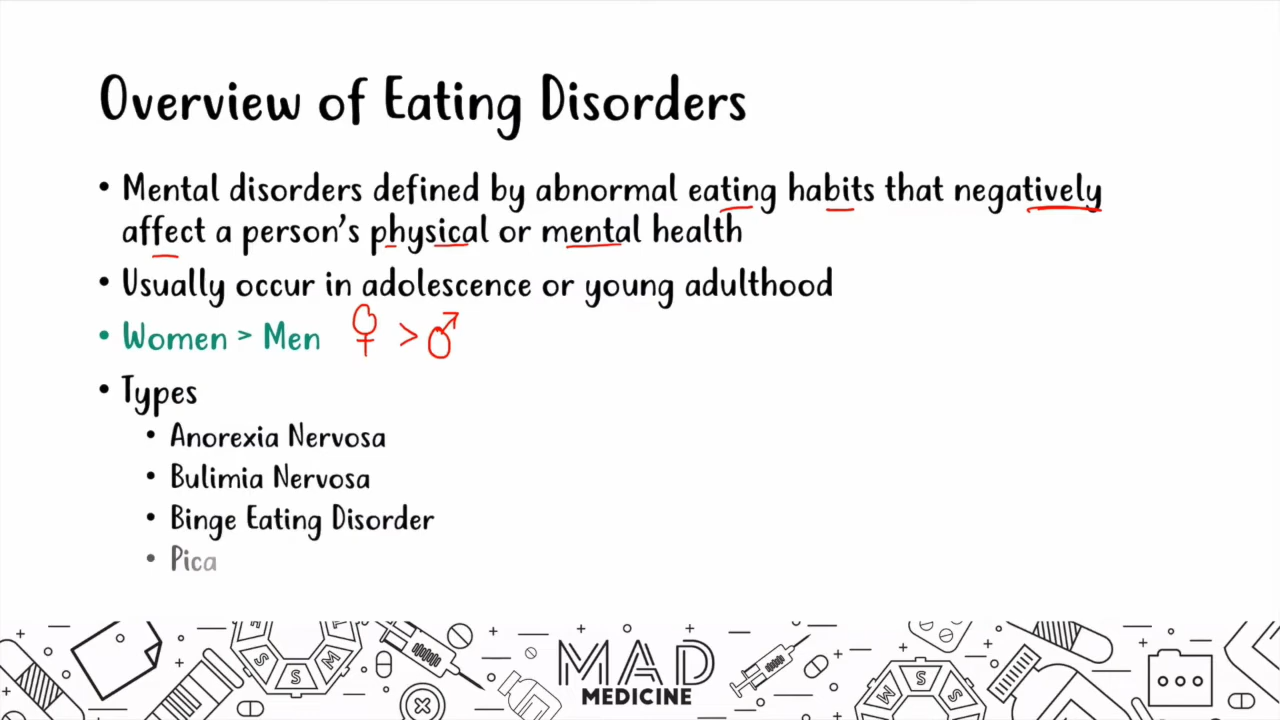 Overview of Eating Disorders
• Mental disorders defined by abnormal eating habits that negatively
affect a person's physical or mental health
• Usually occur in adolescence or young adulthood
• Women > Men ♀ > ♂
• Types
• Anorexia Nervosa
• Bulimia Nervosa
• Binge Eating Disorder
• Pica
S S M
MAD
MEDICINE
M S S